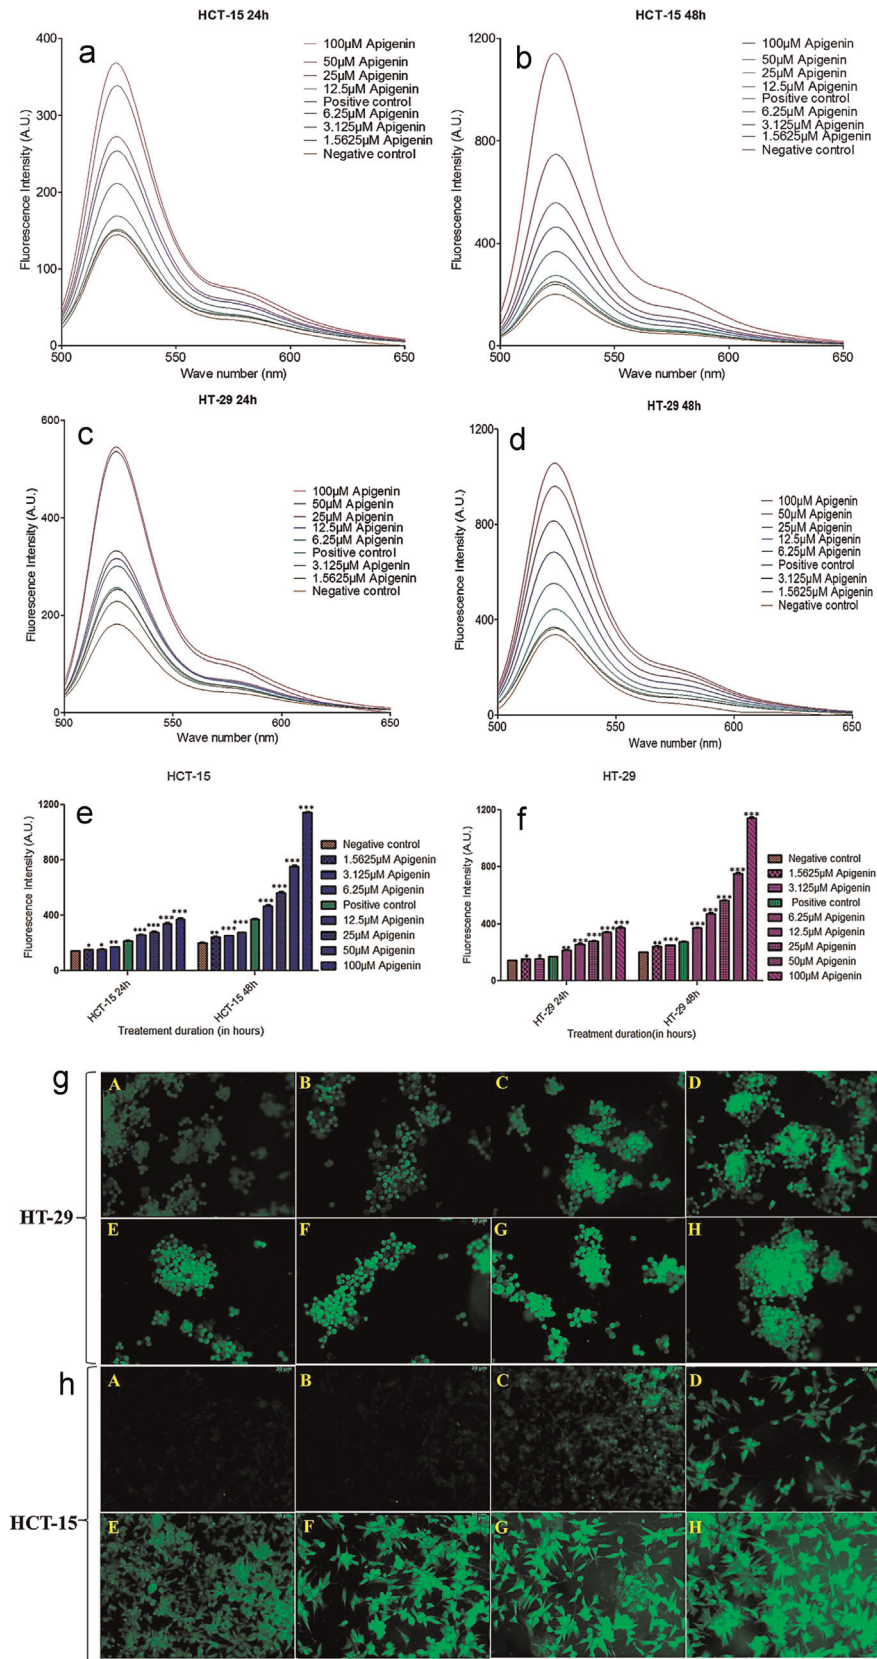 HCT-15 24h
a
400
300
200
100
0
500
550
600
650
Fluorescence Intensity (A.U.)
Wave number (nm)
100µM Apigenin
50µM Apigenin
25µM Apigenin
12.5µM Apigenin
Positive control
6.25µM Apigenin
3.125µM Apigenin
1.5625µM Apigenin
Negative control
HCT-15 48h
b
1200
800
400
0
500
550
600
650
Fluorescence Intensity (A.U.)
Wave number (nm)
100µM Apigenin
50µM Apigenin
25µM Apigenin
12.5µM Apigenin
Positive control
6.25µM Apigenin
3.125µM Apigenin
1.5625µM Apigenin
Negative control
HT-29 24h
c
600
400
200
0
500
550
600
650
Fluorescence Intensity (A.U.)
Wave number (nm)
100µM Apigenin
50µM Apigenin
25µM Apigenin
12.5µM Apigenin
6.25µM Apigenin
Positive control
3.125µM Apigenin
1.5625µM Apigenin
Negative control
HT-29 48h
d
1200
800
400
0
500
550
600
650
Fluorescence Intensity (A.U.)
Wave number (nm)
100µM Apigenin
50µM Apigenin
25µM Apigenin
12.5µM Apigenin
6.25µM Apigenin
Positive control
3.125µM Apigenin
1.5625µM Apigenin
Negative control
HCT-15
e
1200
800
400
0
Fluorescence Intensity (A.U.)
* * ** *** *** *** ***
** *** *** *** *** *** ***
HCT-15 24h
HCT-15 48h
Treatement duration (in hours)
Negative control
1.5625µM Apigenin
3.125µM Apigenin
6.25µM Apigenin
Positive control
12.5µM Apigenin
25µM Apigenin
50µM Apigenin
100µM Apigenin
HT-29
f
1200
800
400
0
Fluorescence Intensity (A.U.)
* * ** *** *** *** ***
** *** *** *** *** *** ***
HT-29 24h
HT-29 48h
Treatment duration(in hours)
Negative control
1.5625µM Apigenin
3.125µM Apigenin
Positive control
6.25µM Apigenin
12.5µM Apigenin
25µM Apigenin
50µM Apigenin
100µM Apigenin
g
HT-29
A
B
C
D
E
F
G
H
h
HCT-15
A
B
C
D
E
F
G
H